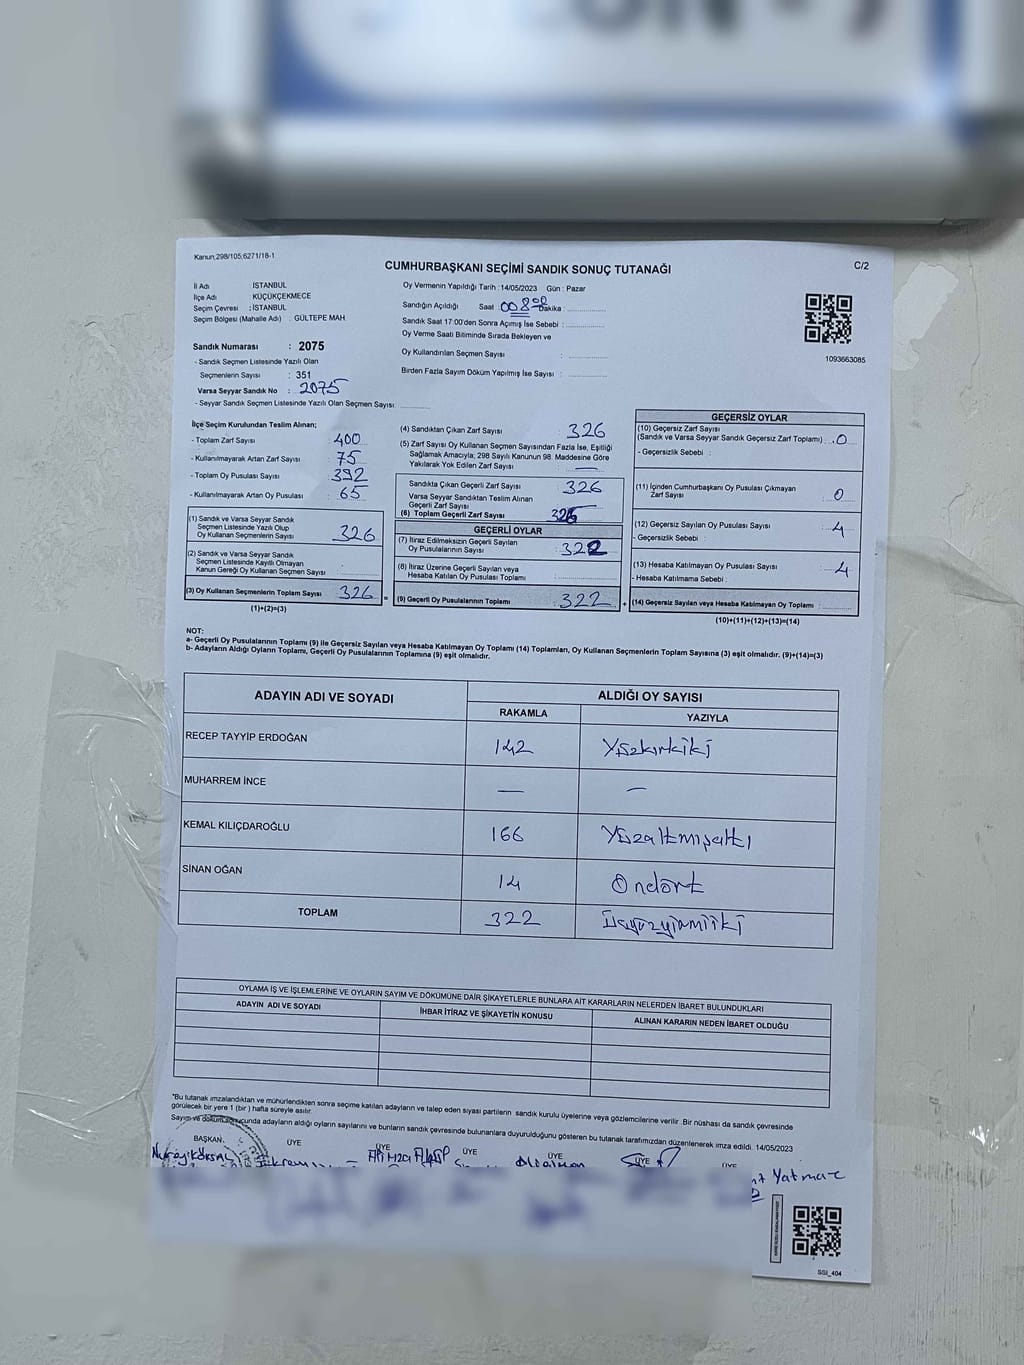 Kanun;298/105;6271/18-1
CUMHURBAŞKANI SEÇİMİ SANDIK SONUÇ TUTANAĞI
C/2
İl Adı İSTANBUL
İlçe Adı KÜÇÜKÇEKMECE
Seçim Çevresi : İSTANBUL
Seçim Bölgesi (Mahalle Adı) : GÜLTEPE MAH.
Sandık Numarası : 2075
- Sandık Seçmen Listesinde Yazılı Olan
Seçmenlerin Sayısı : 351
Varsa Seyyar Sandık No : 2075
- Seyyar Sandık Seçmen Listesinde Yazılı Olan Seçmen Sayısı:
Oy Vermenin Yapıldığı Tarih : 14/05/2023 Gün : Pazar
Sandığın Açıldığı Saat : 008 00 Dakika :
Sandık Saat 17:00'den Sonra Açılmış İse Sebebi :
Oy Verme Saati Bitiminde Sırada Bekleyen ve
Oy Kullandırılan Seçmen Sayısı :
Birden Fazla Sayım Döküm Yapılmış İse Sayısı :
1093663085
İlçe Seçim Kurulundan Teslim Alınan;
- Toplam Zarf Sayısı 400
- Kullanılmayarak Artan Zarf Sayısı 75
- Toplam Oy Pusulası Sayısı 392
- Kullanılmayarak Artan Oy Pusulası 65
(1) Sandık ve Varsa Seyyar Sandık
Seçmen Listesinde Yazılı Olup
Oy Kullanan Seçmenlerin Sayısı 326
(2) Sandık ve Varsa Seyyar Sandık
Seçmen Listesinde Kayıtlı Olmayan
Kanun Gereği Oy Kullanan Seçmen Sayısı
(3) Oy Kullanan Seçmenlerin Toplam Sayısı 326 =
(1)+(2)=(3)
(4) Sandıktan Çıkan Zarf Sayısı 326
(5) Zarf Sayısı Oy Kullanan Seçmen Sayısından Fazla İse, Eşitliği
Sağlamak Amacıyla; 298 Sayılı Kanunun 98. Maddesine Göre
Yakılarak Yok Edilen Zarf Sayısı —
Sandıkta Çıkan Geçerli Zarf Sayısı 326
Varsa Seyyar Sandıktan Teslim Alınan
Geçerli Zarf Sayısı
(6) Toplam Geçerli Zarf Sayısı 326
GEÇERLİ OYLAR
(7) İtiraz Edilmeksizin Geçerli Sayılan
Oy Pusulalarının Sayısı 322
(8) İtiraz Üzerine Geçerli Sayılan veya
Hesaba Katılan Oy Pusulası Toplamı
(9) Geçerli Oy Pusulalarının Toplamı 322 +
GEÇERSİZ OYLAR
(10) Geçersiz Zarf Sayısı
(Sandık ve Varsa Seyyar Sandık Geçersiz Zarf Toplamı) 0
- Geçersizlik Sebebi :
(11) İçinden Cumhurbaşkanı Oy Pusulası Çıkmayan
Zarf Sayısı 0
(12) Geçersiz Sayılan Oy Pusulası Sayısı 4
- Geçersizlik Sebebi :
(13) Hesaba Katılmayan Oy Pusulası Sayısı 4
- Hesaba Katılmama Sebebi :
(14) Geçersiz Sayılan veya Hesaba Katılmayan Oy Toplamı :
(10)+(11)+(12)+(13)=(14)
NOT:
a- Geçerli Oy Pusulalarının Toplamı (9) ile Geçersiz Sayılan veya Hesaba Katılmayan Oy Toplamı (14) Toplamları, Oy Kullanan Seçmenlerin Toplam Sayısına (3) eşit olmalıdır. (9)+(14)=(3)
b- Adayların Aldığı Oyların Toplamı, Geçerli Oy Pusulalarının Toplamına (9) eşit olmalıdır.
ADAYIN ADI VE SOYADI ALDIĞI OY SAYISI
RAKAMLA YAZIYLA
RECEP TAYYİP ERDOĞAN 142 Yüzkırkiki
MUHARREM İNCE — —
KEMAL KILIÇDAROĞLU 166 Yüzaltmışaltı
SİNAN OĞAN 14 Ondört
TOPLAM 322 Üçyüzyirmiiki
OYLAMA İŞ VE İŞLEMLERİNE VE OYLARIN SAYIM VE DÖKÜMÜNE DAİR ŞİKAYETLERLE BUNLARA AİT KARARLARIN NELERDEN İBARET BULUNDUKLARI
ADAYIN ADI VE SOYADI İHBAR İTİRAZ VE ŞİKAYETİN KONUSU ALINAN KARARIN NEDEN İBARET OLDUĞU
*Bu tutanak imzalandıktan ve mühürlendikten sonra seçime katılan adayların ve talep eden siyasi partilerin sandık kurulu üyelerine veya gözlemcilerine verilir. Bir nüshası da sandık çevresinde
görülecek bir yere 1 (bir) hafta süreyle asılır.
Sayım ve döküm sonucunda adayların aldığı oyların sayılarını ve bunların sandık çevresinde bulunanlara duyurulduğunu gösteren bu tutanak tarafımızdan düzenlenerek imza edildi. 14/05/2023
BAŞKAN ÜYE ÜYE ÜYE ÜYE ÜYE ÜYE
Yatmaz
SSI_404